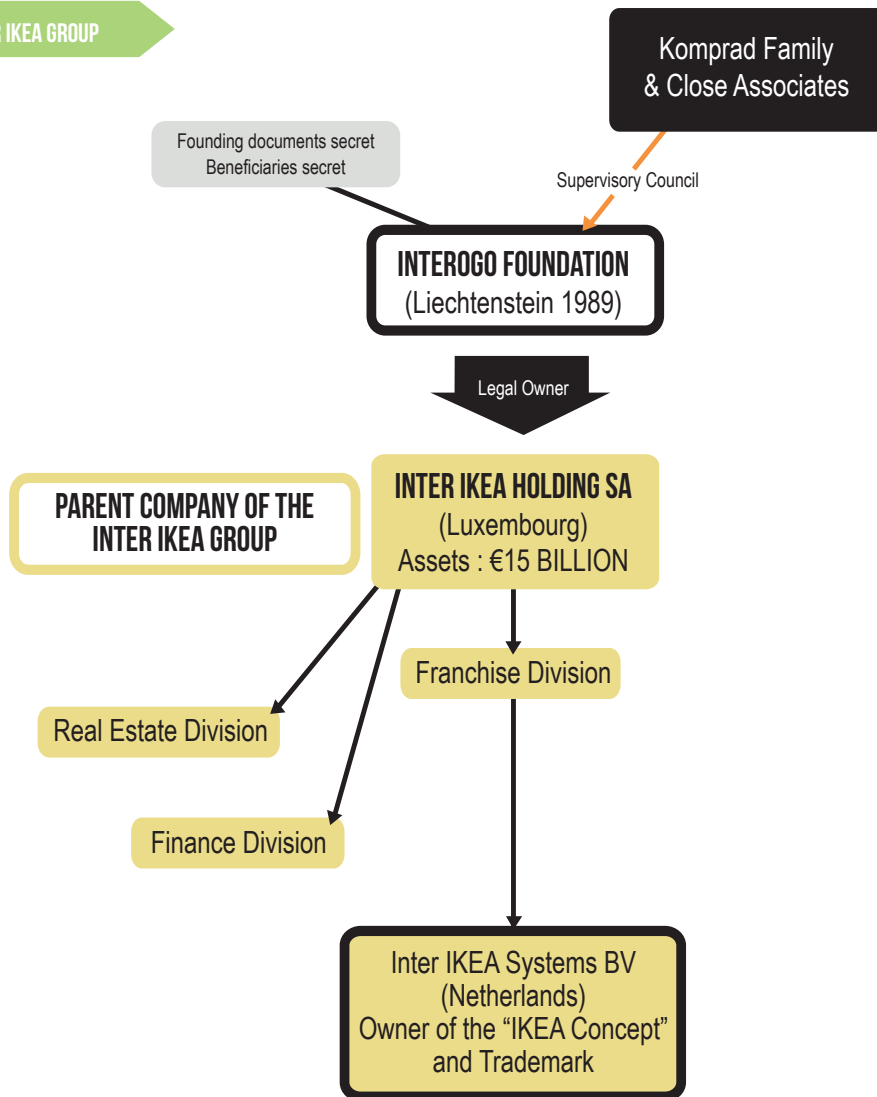 IKEA GROUP
Komprad Family
& Close Associates
Founding documents secret
Beneficiaries secret
Supervisory Council
INTEROGO FOUNDATION
(Liechtenstein 1989)
Legal Owner
PARENT COMPANY OF THE
INTER IKEA GROUP
INTER IKEA HOLDING SA
(Luxembourg)
Assets : €15 BILLION
Franchise Division
Real Estate Division
Finance Division
Inter IKEA Systems BV
(Netherlands)
Owner of the “IKEA Concept”
and Trademark